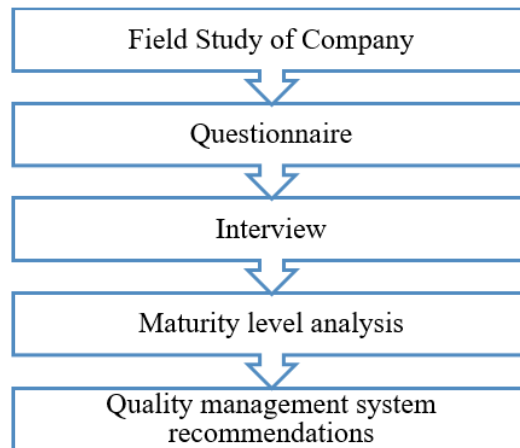 Field Study of Company
Questionnaire
Interview
Maturity level analysis
Quality management system
recommendations